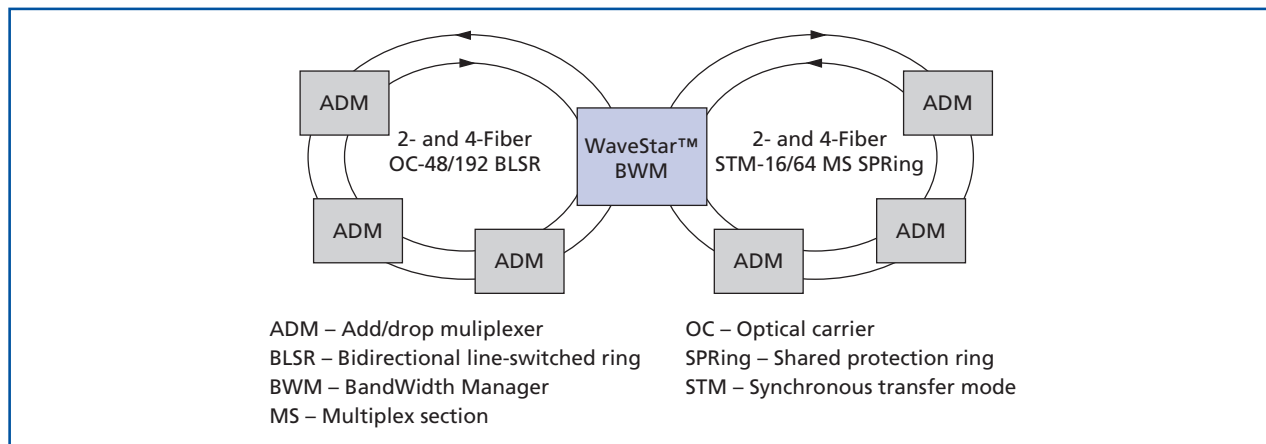 ADM
2- and 4-Fiber
OC-48/192 BLSR
ADM
ADM
WaveStar™
BWM
ADM
2- and 4-Fiber
STM-16/64 MS SPRing
ADM
ADM
ADM – Add/drop muliplexer
BLSR – Bidirectional line-switched ring
BWM – BandWidth Manager
MS – Multiplex section
OC – Optical carrier
SPRing – Shared protection ring
STM – Synchronous transfer mode